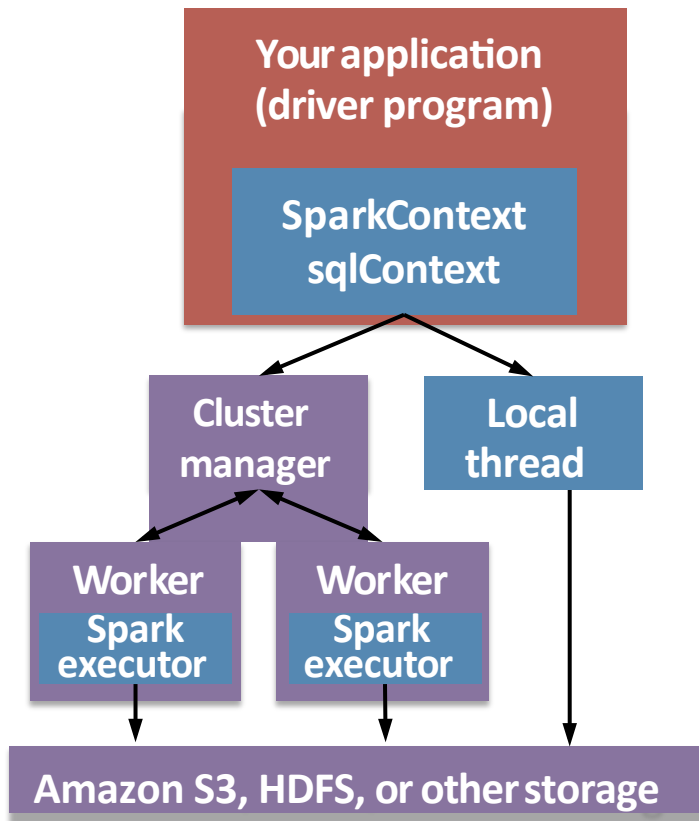 Your application
(driver program)
SparkContext
sqlContext
Cluster
manager
Local
thread
Worker
Spark
executor
Worker
Spark
executor
Amazon S3, HDFS, or other storage